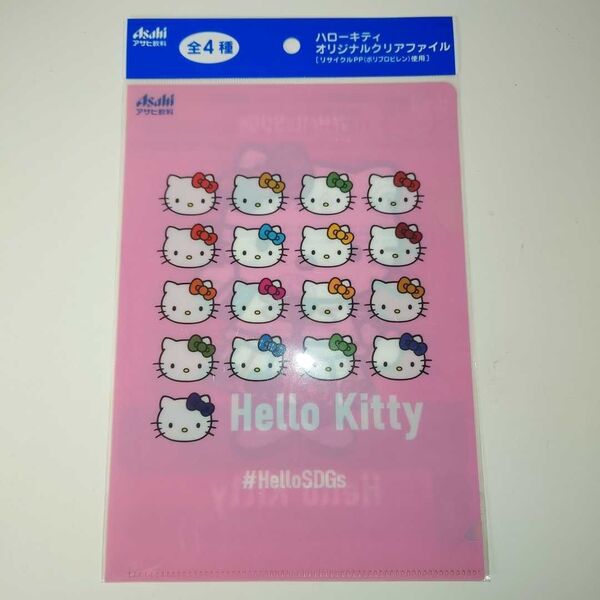 Asahi
アサヒ飲料
全4種
ハローキティ
オリジナルクリアファイル
[リサイクルPP(ポリプロピレン)使用]
Asahi
アサヒ飲料
Hello Kitty
#HelloSDGs
Hello Kitty